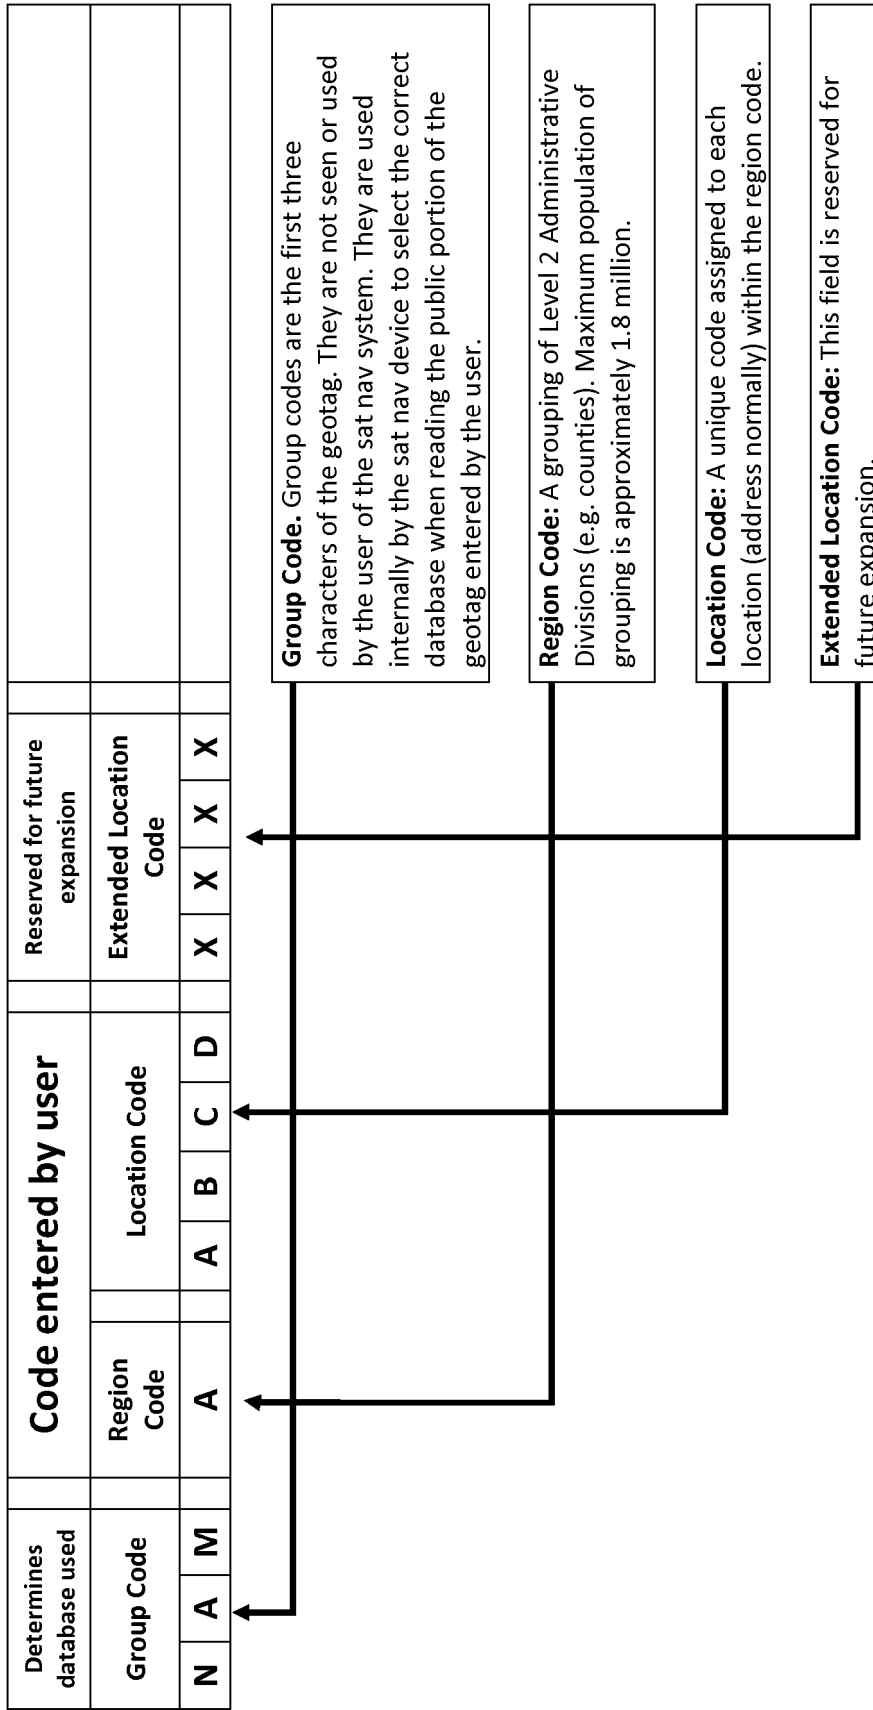 Determines
database used
Code entered by user
Reserved for future
expansion
Group Code
Region
Code
Location Code
Extended Location
Code
N A M A A B C D X X X X
Group Code. Group codes are the first three
characters of the geotag. They are not seen or used
by the user of the sat nav system. They are used
internally by the sat nav device to select the correct
database when reading the public portion of the
geotag entered by the user.
Region Code: A grouping of Level 2 Administrative
Divisions (e.g. counties). Maximum population of
grouping is approximately 1.8 million.
Location Code: A unique code assigned to each
location (address normally) within the region code.
Extended Location Code: This field is reserved for
future expansion.